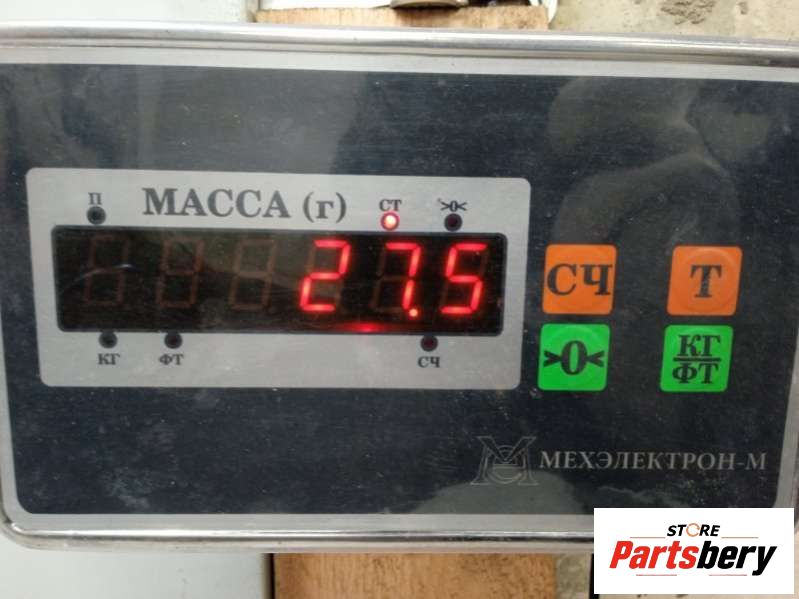 П МАССА (г) СТ >0<
27.5
КГ ФТ СЧ
СЧ Т
>0< КГ
ФТ
МЕХЭЛЕКТРОН-М
STORE
Partsbery